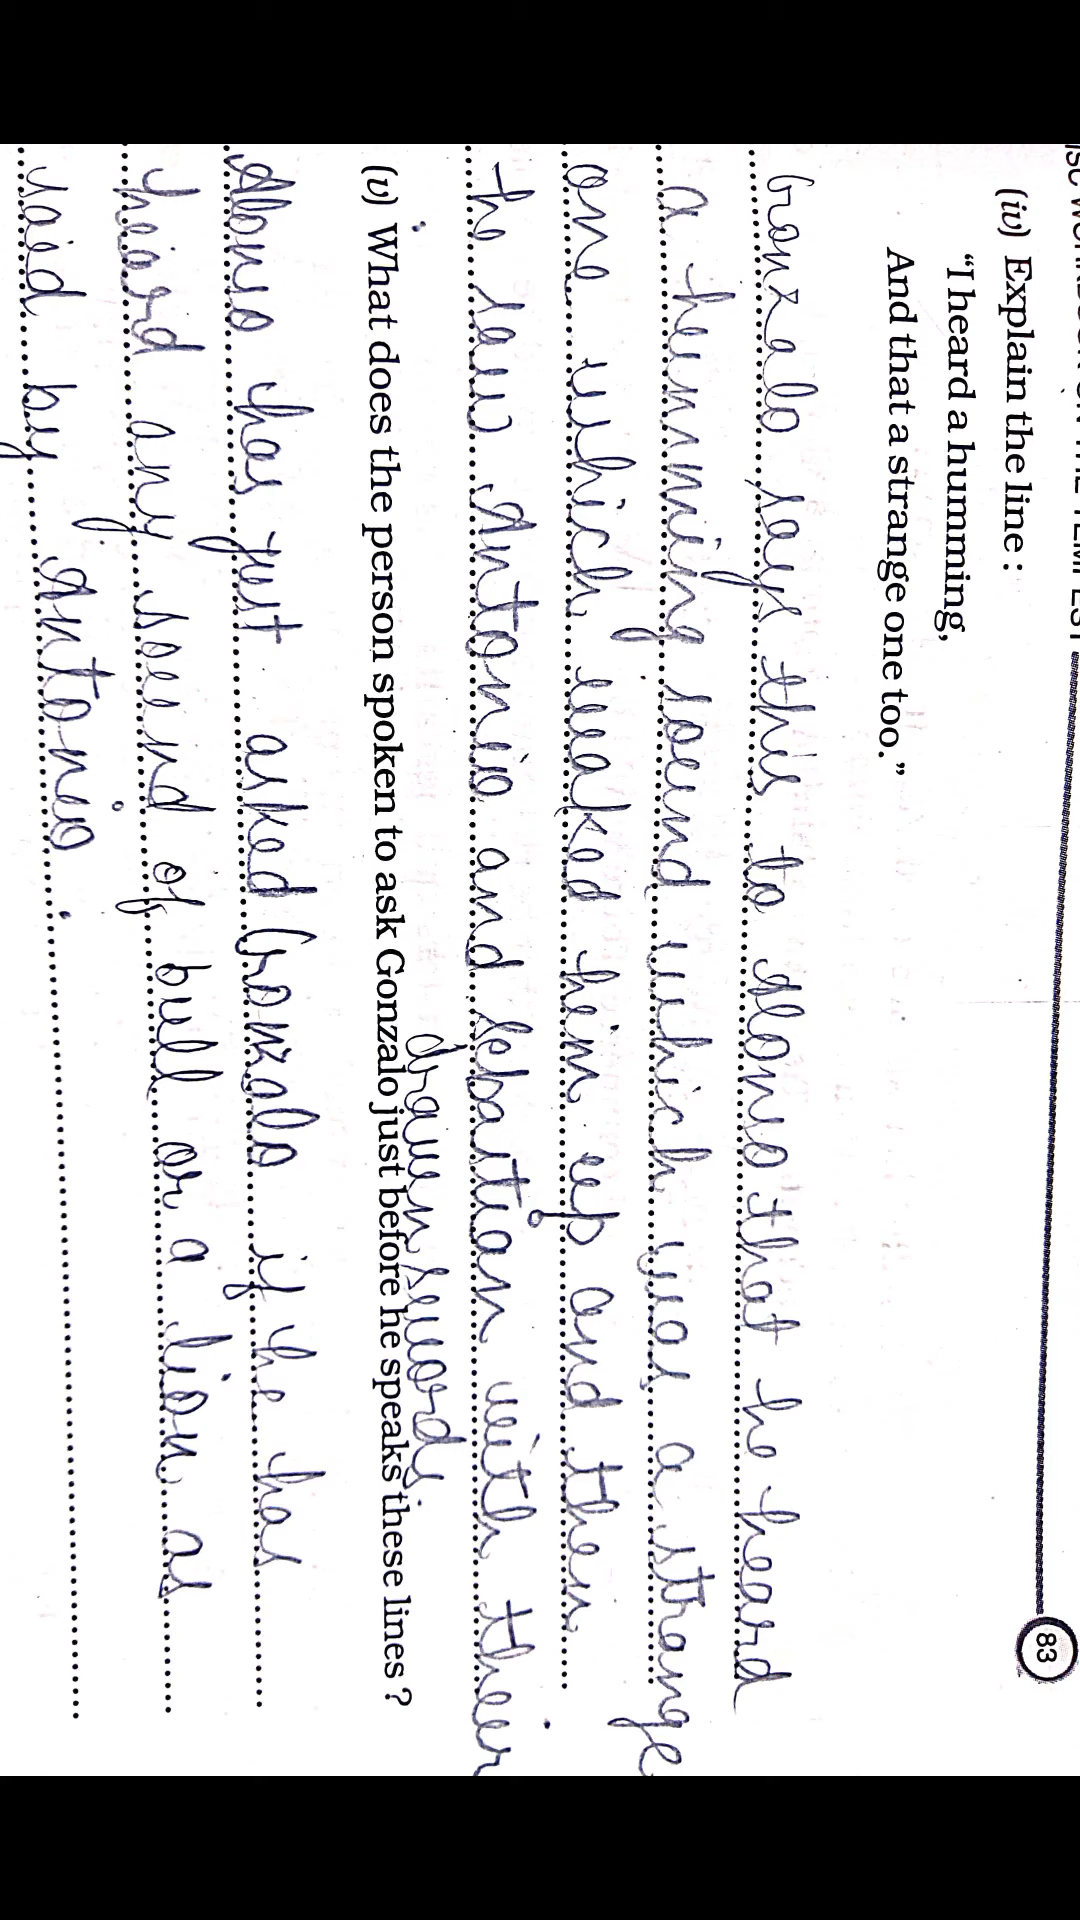 (iv) Explain the line :
"I heard a humming,
And that a strange one too."
Gonzalo says this to Alonso that he heard
a humming sound which was a strange
one which waked him up and then
he saw Antonio and Sebastian with their
drawn swords.
(v) What does the person spoken to ask Gonzalo just before he speaks these lines ?
Alonso has just asked Gonzalo if he has
heard any sound of bull or a lion as
said by Antonio.
83